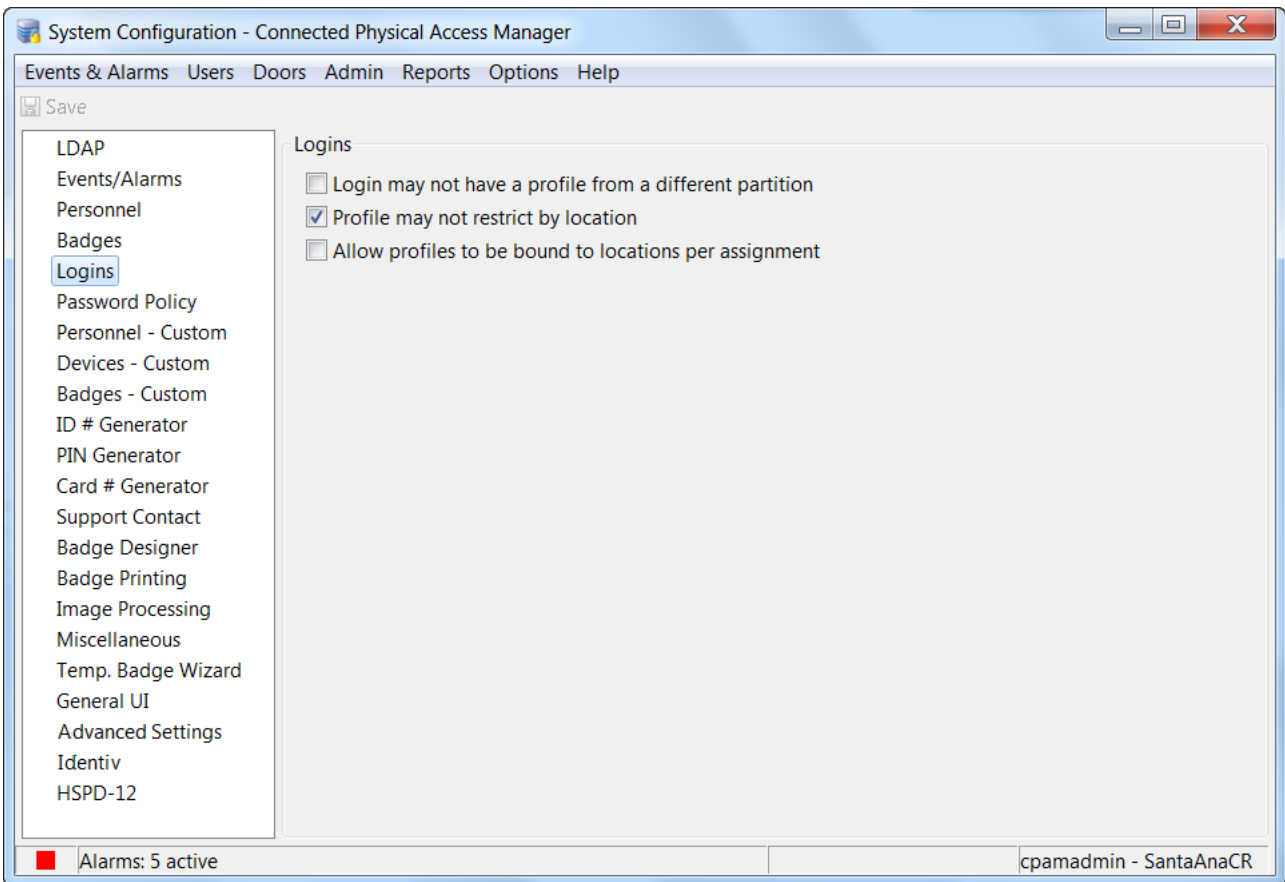 System Configuration - Connected Physical Access Manager
Events & Alarms Users Doors Admin Reports Options Help
Save
LDAP
Events/Alarms
Personnel
Badges
Logins
Password Policy
Personnel - Custom
Devices - Custom
Badges - Custom
ID # Generator
PIN Generator
Card # Generator
Support Contact
Badge Designer
Badge Printing
Image Processing
Miscellaneous
Temp. Badge Wizard
General UI
Advanced Settings
Identiv
HSPD-12
Logins
Login may not have a profile from a different partition
Profile may not restrict by location
Allow profiles to be bound to locations per assignment
Alarms: 5 active
cpamadmin - SantaAnaCR